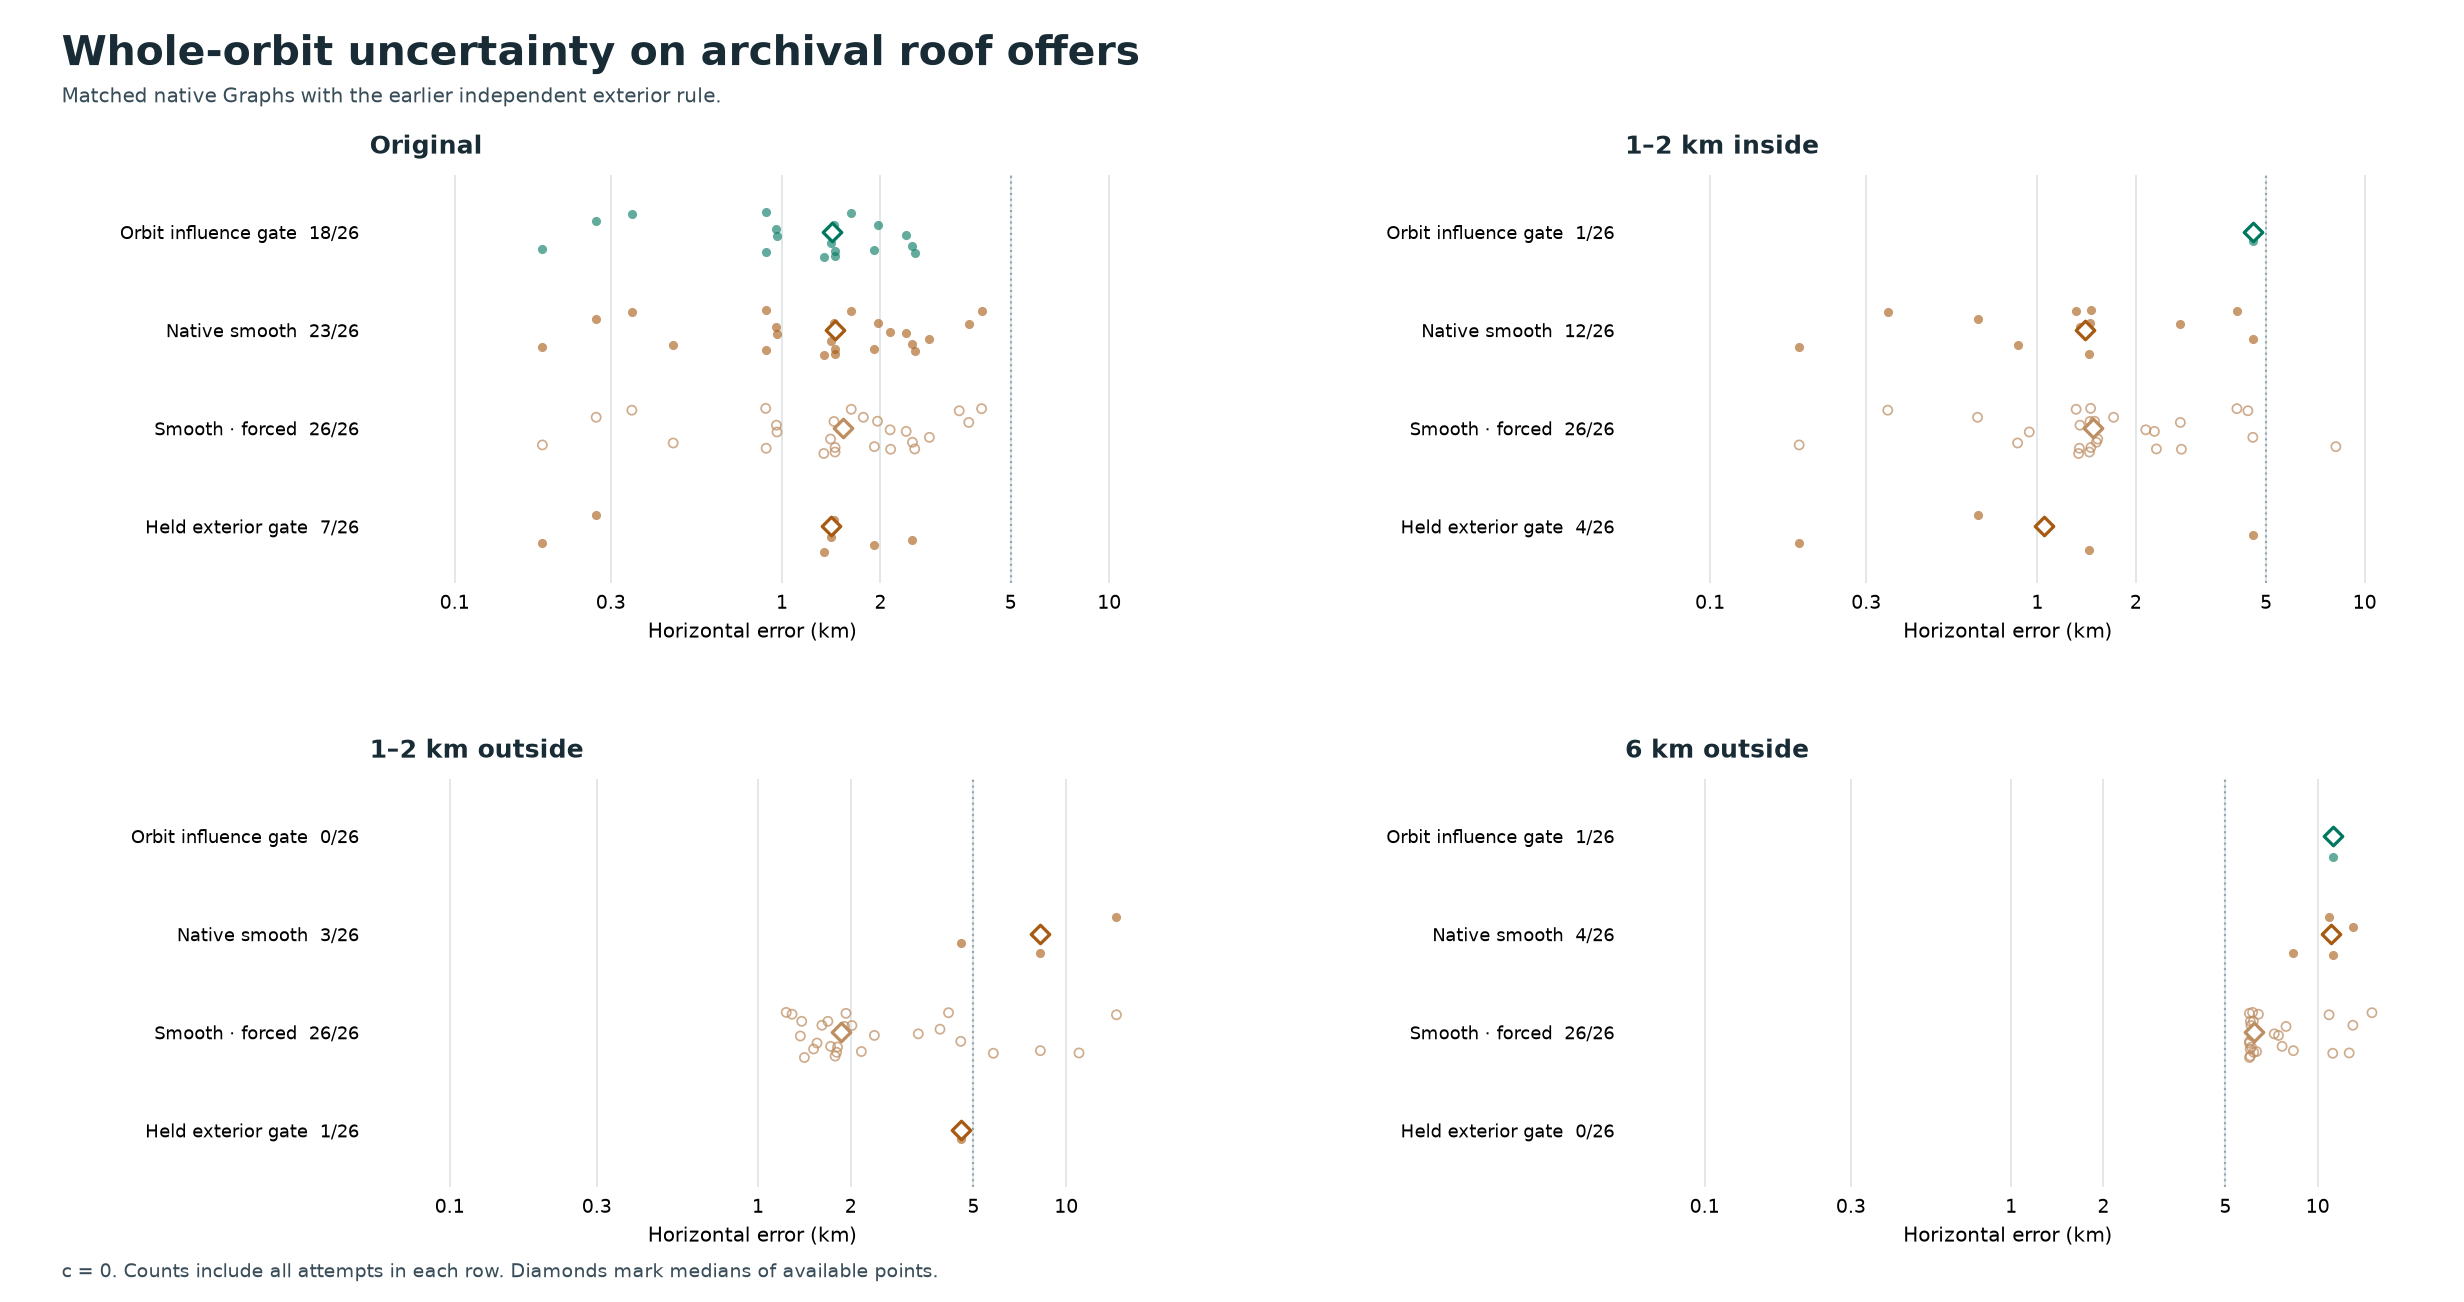 Whole-orbit uncertainty on archival roof offers
Matched native Graphs with the earlier independent exterior rule.
Original
Orbit influence gate 18/26
Native smooth 23/26
Smooth · forced 26/26
Held exterior gate 7/26
0.1 0.3 1 2 5 10
Horizontal error (km)
1–2 km inside
Orbit influence gate 1/26
Native smooth 12/26
Smooth · forced 26/26
Held exterior gate 4/26
0.1 0.3 1 2 5 10
Horizontal error (km)
1–2 km outside
Orbit influence gate 0/26
Native smooth 3/26
Smooth · forced 26/26
Held exterior gate 1/26
0.1 0.3 1 2 5 10
Horizontal error (km)
6 km outside
Orbit influence gate 1/26
Native smooth 4/26
Smooth · forced 26/26
Held exterior gate 0/26
0.1 0.3 1 2 5 10
Horizontal error (km)
c = 0. Counts include all attempts in each row. Diamonds mark medians of available points.